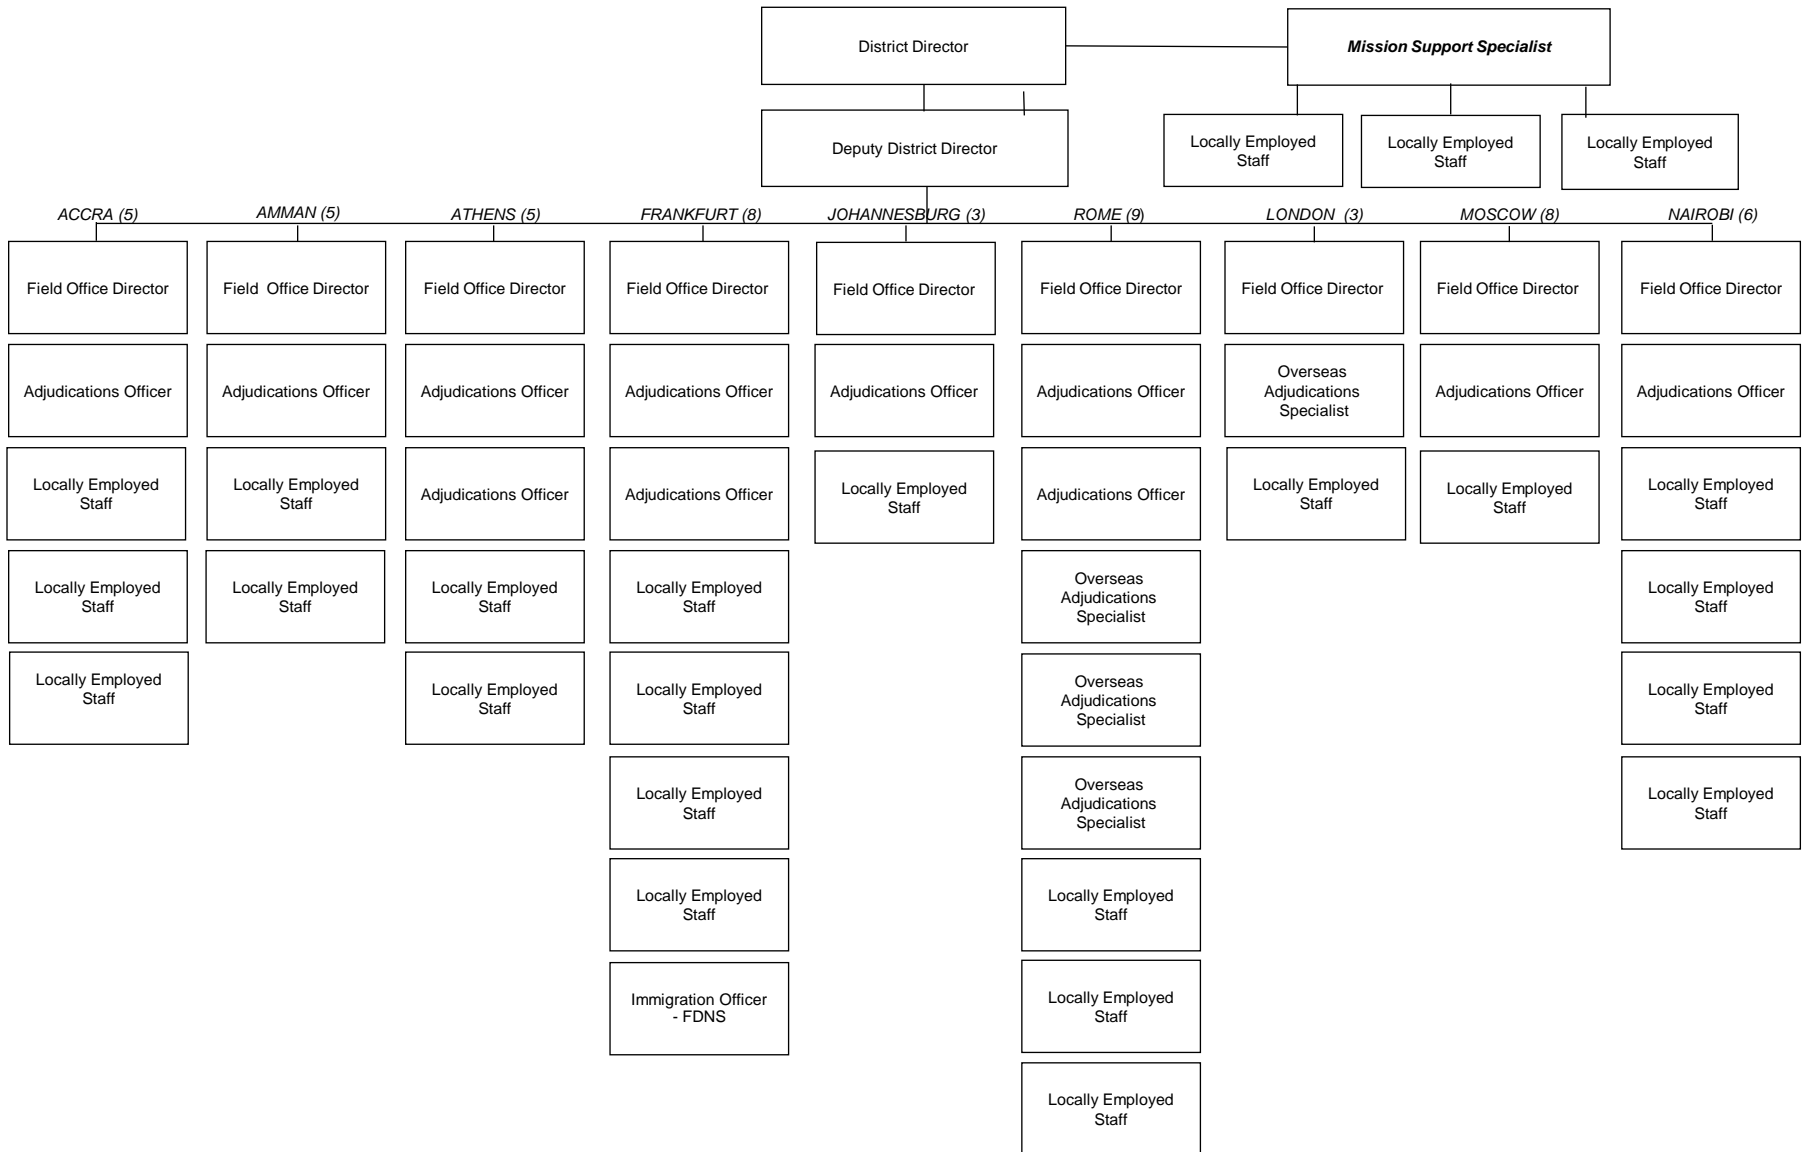 District Director
Mission Support Specialist
Deputy District Director
Locally Employed
Staff
Locally Employed
Staff
Locally Employed
Staff
ACCRA (5)
AMMAN (5)
ATHENS (5)
FRANKFURT (8)
JOHANNESBURG (3)
ROME (9)
LONDON (3)
MOSCOW (8)
NAIROBI (6)
Field Office Director
Field Office Director
Field Office Director
Field Office Director
Field Office Director
Field Office Director
Field Office Director
Field Office Director
Field Office Director
Adjudications Officer
Adjudications Officer
Adjudications Officer
Adjudications Officer
Adjudications Officer
Adjudications Officer
Overseas
Adjudications
Specialist
Adjudications Officer
Adjudications Officer
Locally Employed
Staff
Locally Employed
Staff
Adjudications Officer
Adjudications Officer
Locally Employed
Staff
Adjudications Officer
Locally Employed
Staff
Locally Employed
Staff
Locally Employed
Staff
Locally Employed
Staff
Locally Employed
Staff
Locally Employed
Staff
Locally Employed
Staff
Overseas
Adjudications
Specialist
Locally Employed
Staff
Locally Employed
Staff
Locally Employed
Staff
Locally Employed
Staff
Overseas
Adjudications
Specialist
Locally Employed
Staff
Locally Employed
Staff
Overseas
Adjudications
Specialist
Locally Employed
Staff
Locally Employed
Staff
Locally Employed
Staff
Immigration Officer
- FDNS
Locally Employed
Staff
Locally Employed
Staff